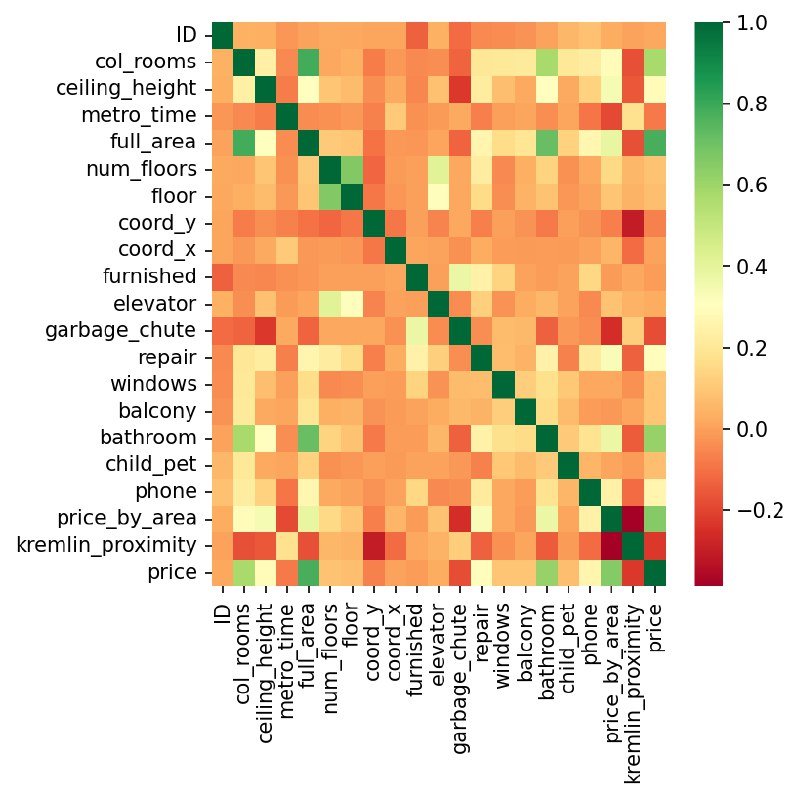 ID
col_rooms
ceiling_height
metro_time
full_area
num_floors
floor
coord_y
coord_x
furnished
elevator
garbage_chute
repair
windows
balcony
bathroom
child_pet
phone
price_by_area
kremlin_proximity
price
1.0
0.8
0.6
0.4
0.2
0.0
−0.2
ID
col_rooms
ceiling_height
metro_time
full_area
num_floors
floor
coord_y
coord_x
furnished
elevator
garbage_chute
repair
windows
balcony
bathroom
child_pet
phone
price_by_area
kremlin_proximity
price